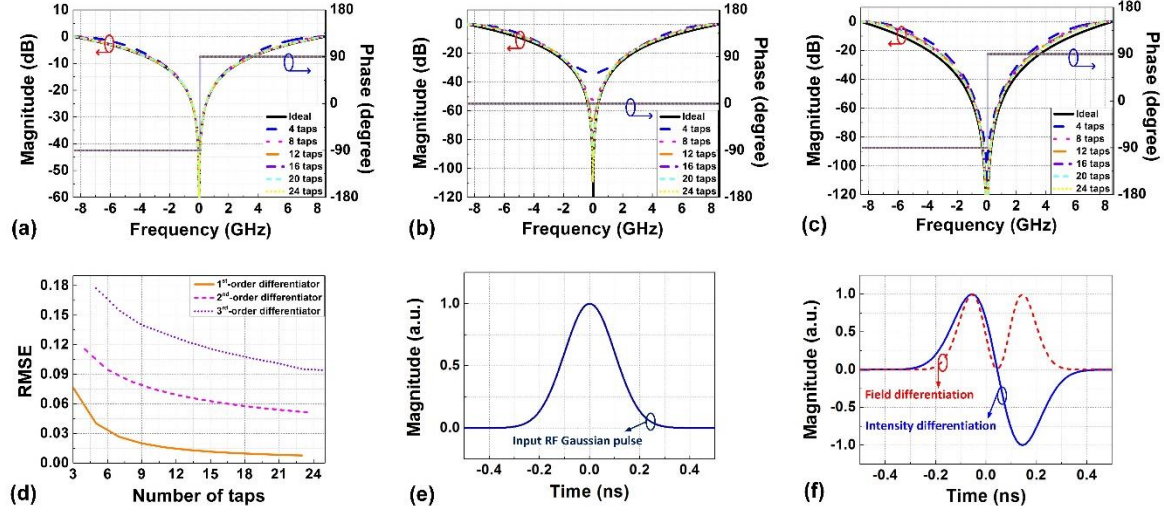 10
0
-10
-20
-30
-40
-50
-60
Magnitude (dB)
180
90
0
-90
-180
Phase (degree)
Ideal
4 taps
8 taps
12 taps
16 taps
20 taps
24 taps
-8 -6 -4 -2 0 2 4 6 8
Frequency (GHz)
(a)
0
-20
-40
-60
-80
-100
-120
Magnitude (dB)
180
90
0
-90
-180
Phase (degree)
Ideal
4 taps
8 taps
12 taps
16 taps
20 taps
24 taps
-8 -6 -4 -2 0 2 4 6 8
Frequency (GHz)
(b)
0
-20
-40
-60
-80
-100
-120
Magnitude (dB)
180
90
0
-90
-180
Phase (degree)
Ideal
4 taps
8 taps
12 taps
16 taps
20 taps
24 taps
-8 -6 -4 -2 0 2 4 6 8
Frequency (GHz)
(c)
0.18
0.15
0.12
0.09
0.06
0.03
0.00
RMSE
1st-order differentiator
2nd-order differentiator
3rd-order differentiator
3 6 9 12 15 18 21 24
Number of taps
(d)
1.0
0.5
0.0
Magnitude (a.u.)
Input RF Gaussian pulse
-0.4 -0.2 0.0 0.2 0.4
Time (ns)
(e)
1.0
0.5
0.0
-0.5
-1.0
Magnitude (a.u.)
Field differentiation
Intensity differentiation
-0.4 -0.2 0.0 0.2 0.4
Time (ns)
(f)